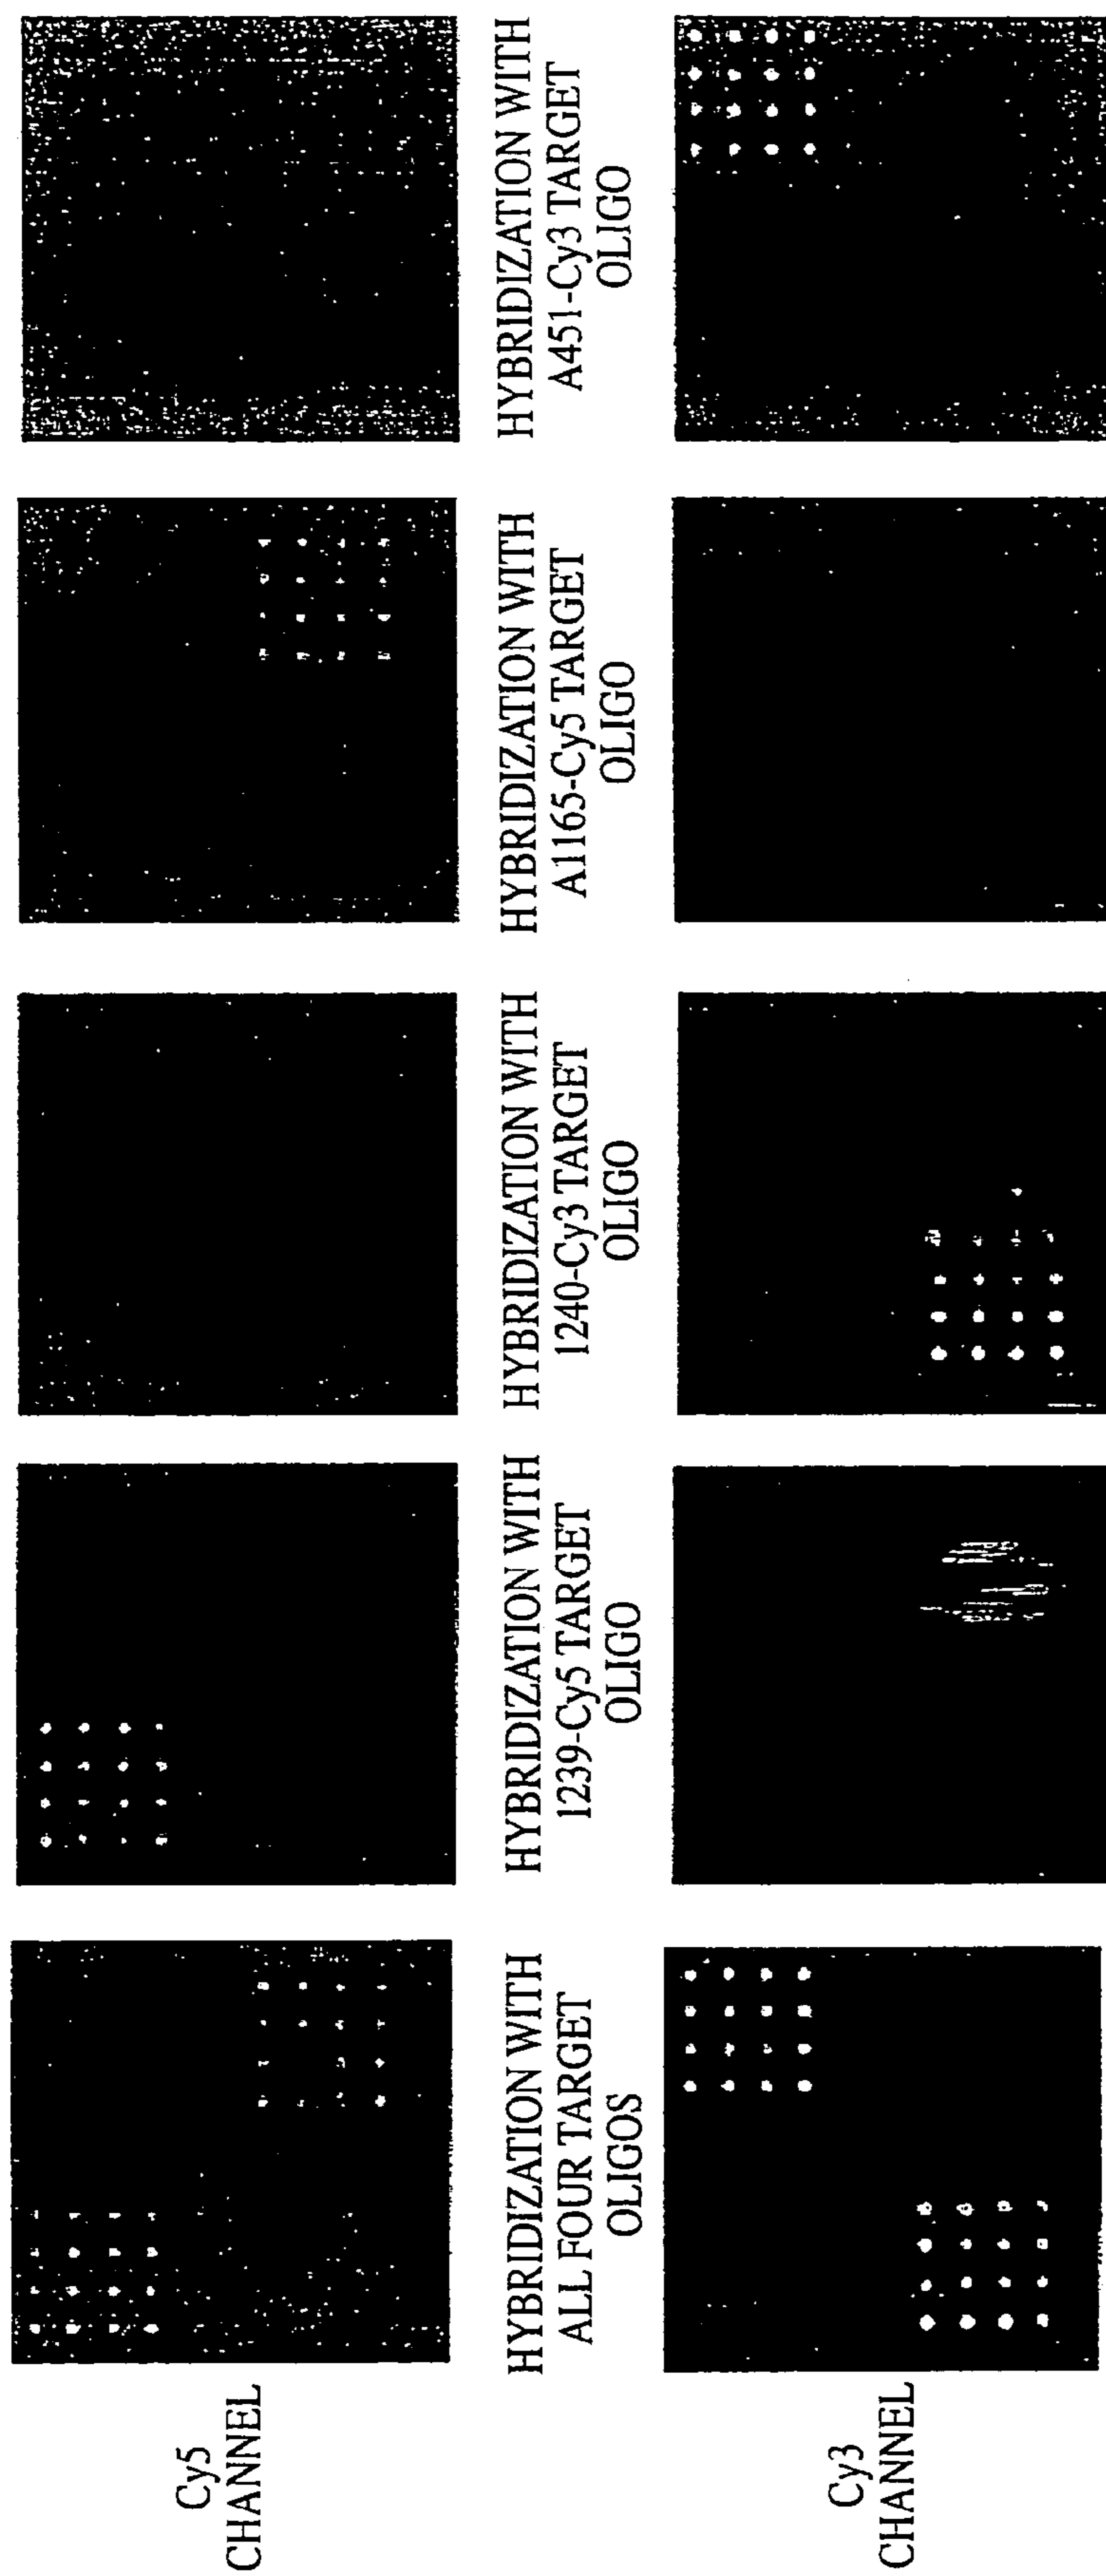 Cy5
CHANNEL
HYBRIDIZATION WITH
ALL FOUR TARGET
OLIGOS
HYBRIDIZATION WITH
1239-Cy5 TARGET
OLIGO
HYBRIDIZATION WITH
1240-Cy3 TARGET
OLIGO
HYBRIDIZATION WITH
A1165-Cy5 TARGET
OLIGO
HYBRIDIZATION WITH
A451-Cy3 TARGET
OLIGO
Cy3
CHANNEL